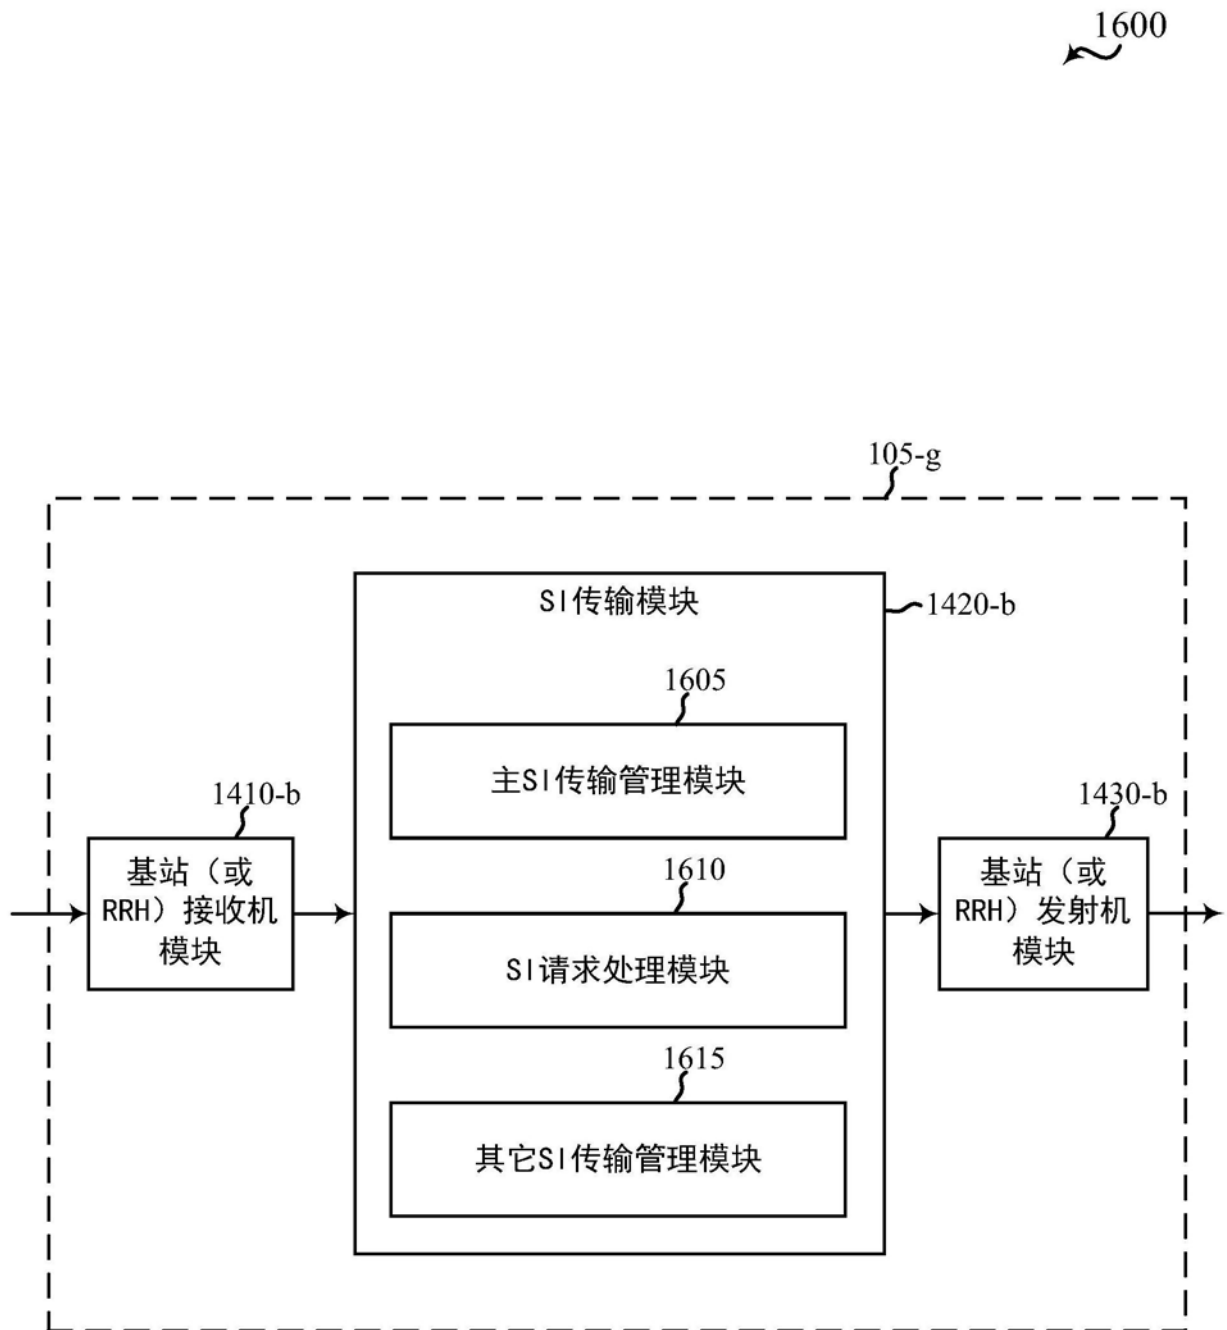 1600
105-g
SI传输模块
1420-b
1605
主SI传输管理模块
1410-b
基站（或
RRH）接收机
模块
1430-b
基站（或
RRH）发射机
模块
1610
SI请求处理模块
1615
其它SI传输管理模块